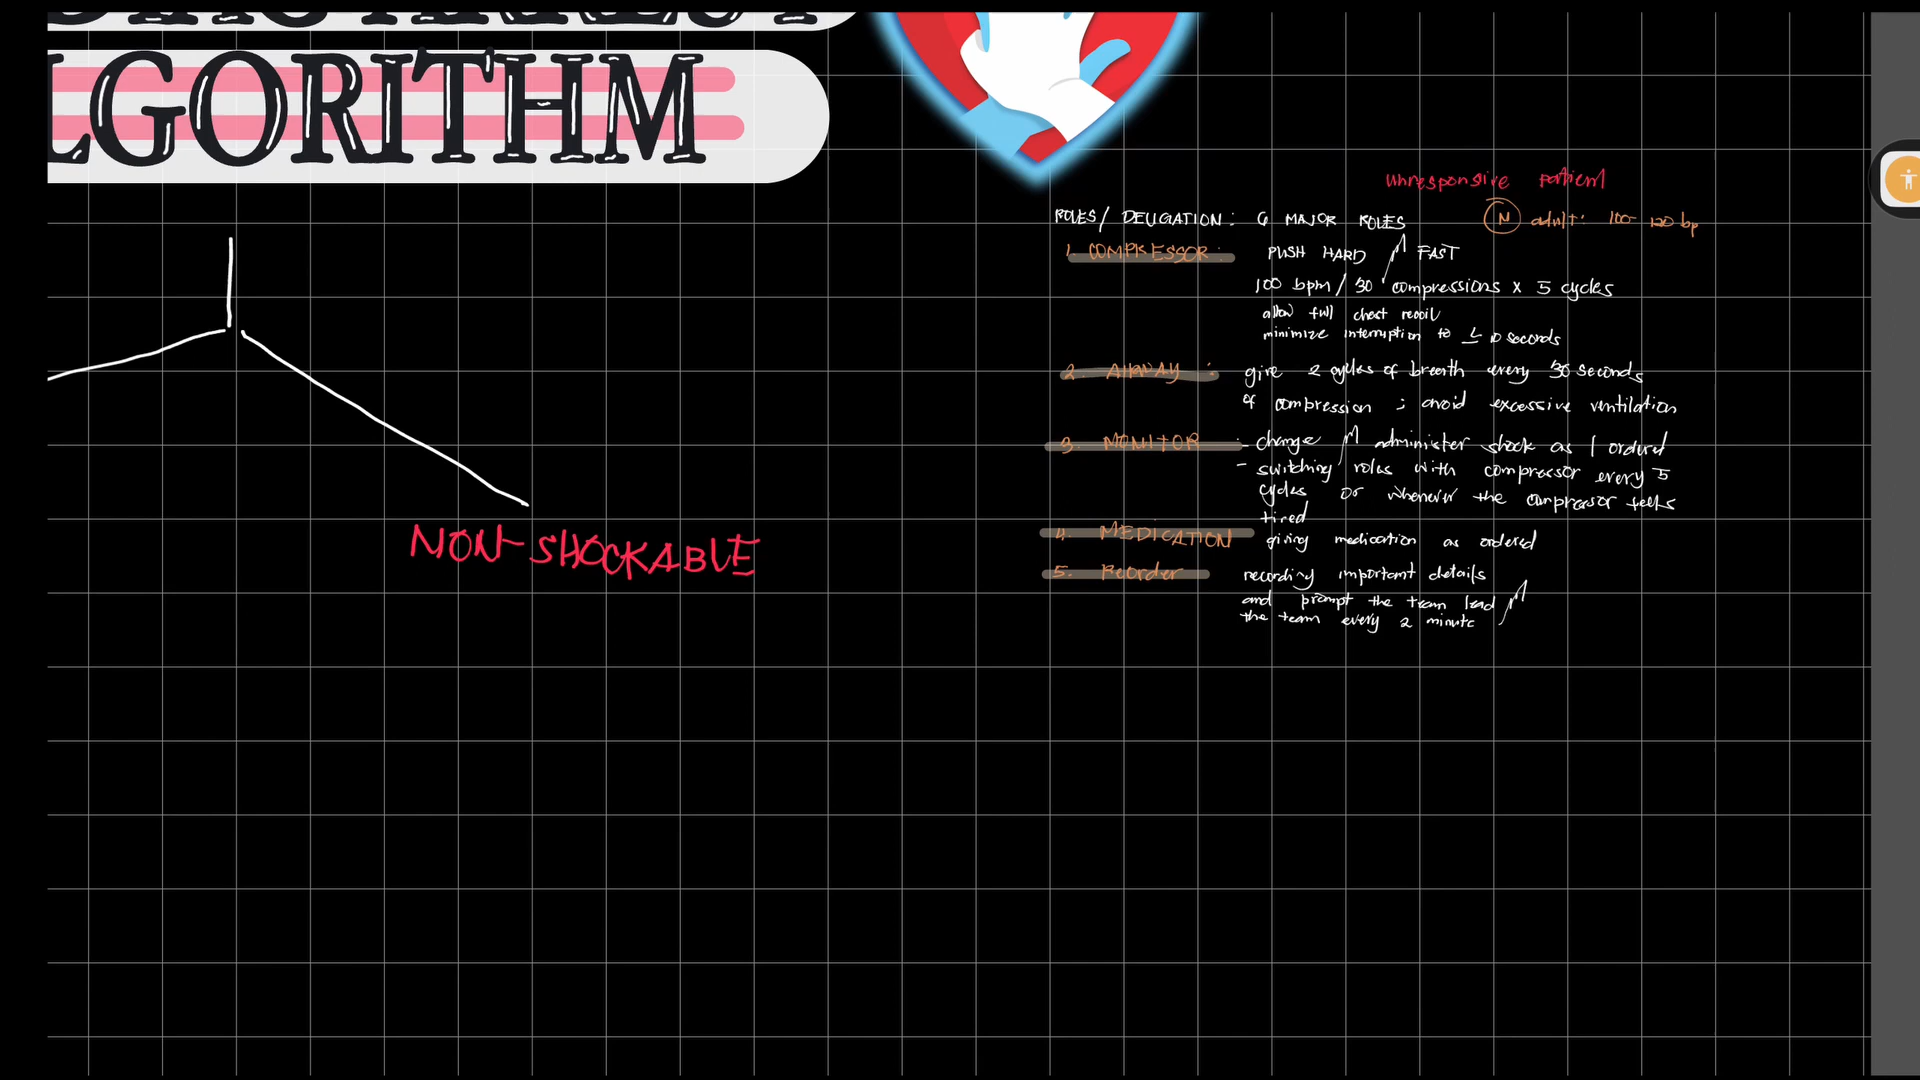 LGORITHM
unresponsive patient
ROLES/ DELIGATION: 6 MAJOR ROLES
N adult: 100- 120 bp
1. COMPRESSOR: PUSH HARD / FAST
100 bpm / 30 compressions x 5 cycles
allow full chest recoil
minimize interruption to ≤ 10 seconds
2. AIRWAY : give 2 cycles of breath every 30 seconds
of compression ; avoid excessive ventilation
3. MONITOR - change / administer shock as ordered
- switching roles with compressor every 5
cycles or whenever the compressor feels
tired
4. MEDICATION giving medication as ordered
5. Recorder recording important details
and prompt the team lead /
the team every 2 minute
NON-SHOCKABLE